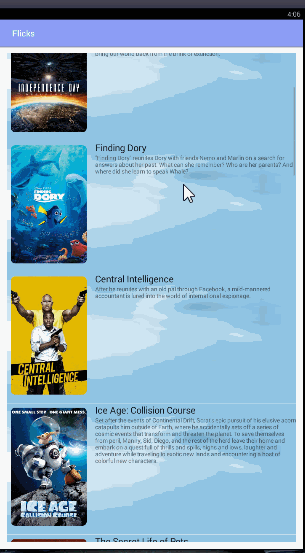 4:06
Flicks
bring our world back from the brink of extinction.
INDEPENDENCE DAY
Finding Dory
"Finding Dory" reunites Dory with friends Nemo and Marlin on a search for
answers about her past. What can she remember? Who are her parents? And
where did she learn to speak Whale?
FINDING
DORY
Central Intelligence
After he reunites with an old pal through Facebook, a mild-mannered
accountant is lured into the world of international espionage.
CENTRAL
INTELLIGENCE
Ice Age: Collision Course
Set after the events of Continental Drift, Scrat's epic pursuit of his elusive acorn
catapults him outside of Earth, where he accidentally sets off a series of
cosmic events that transform and threaten the planet. To save themselves
from peril, Manny, Sid, Diego, and the rest of the herd leave their home and
embark on a quest full of thrills and spills, highs and lows, laughter and
adventure while traveling to exotic new lands and encountering a host of
colorful new characters.
ONE SMALL STEP ONE GIANT MESS.
ICE AGE
COLLISION COURSE
The Secret Life of Pets